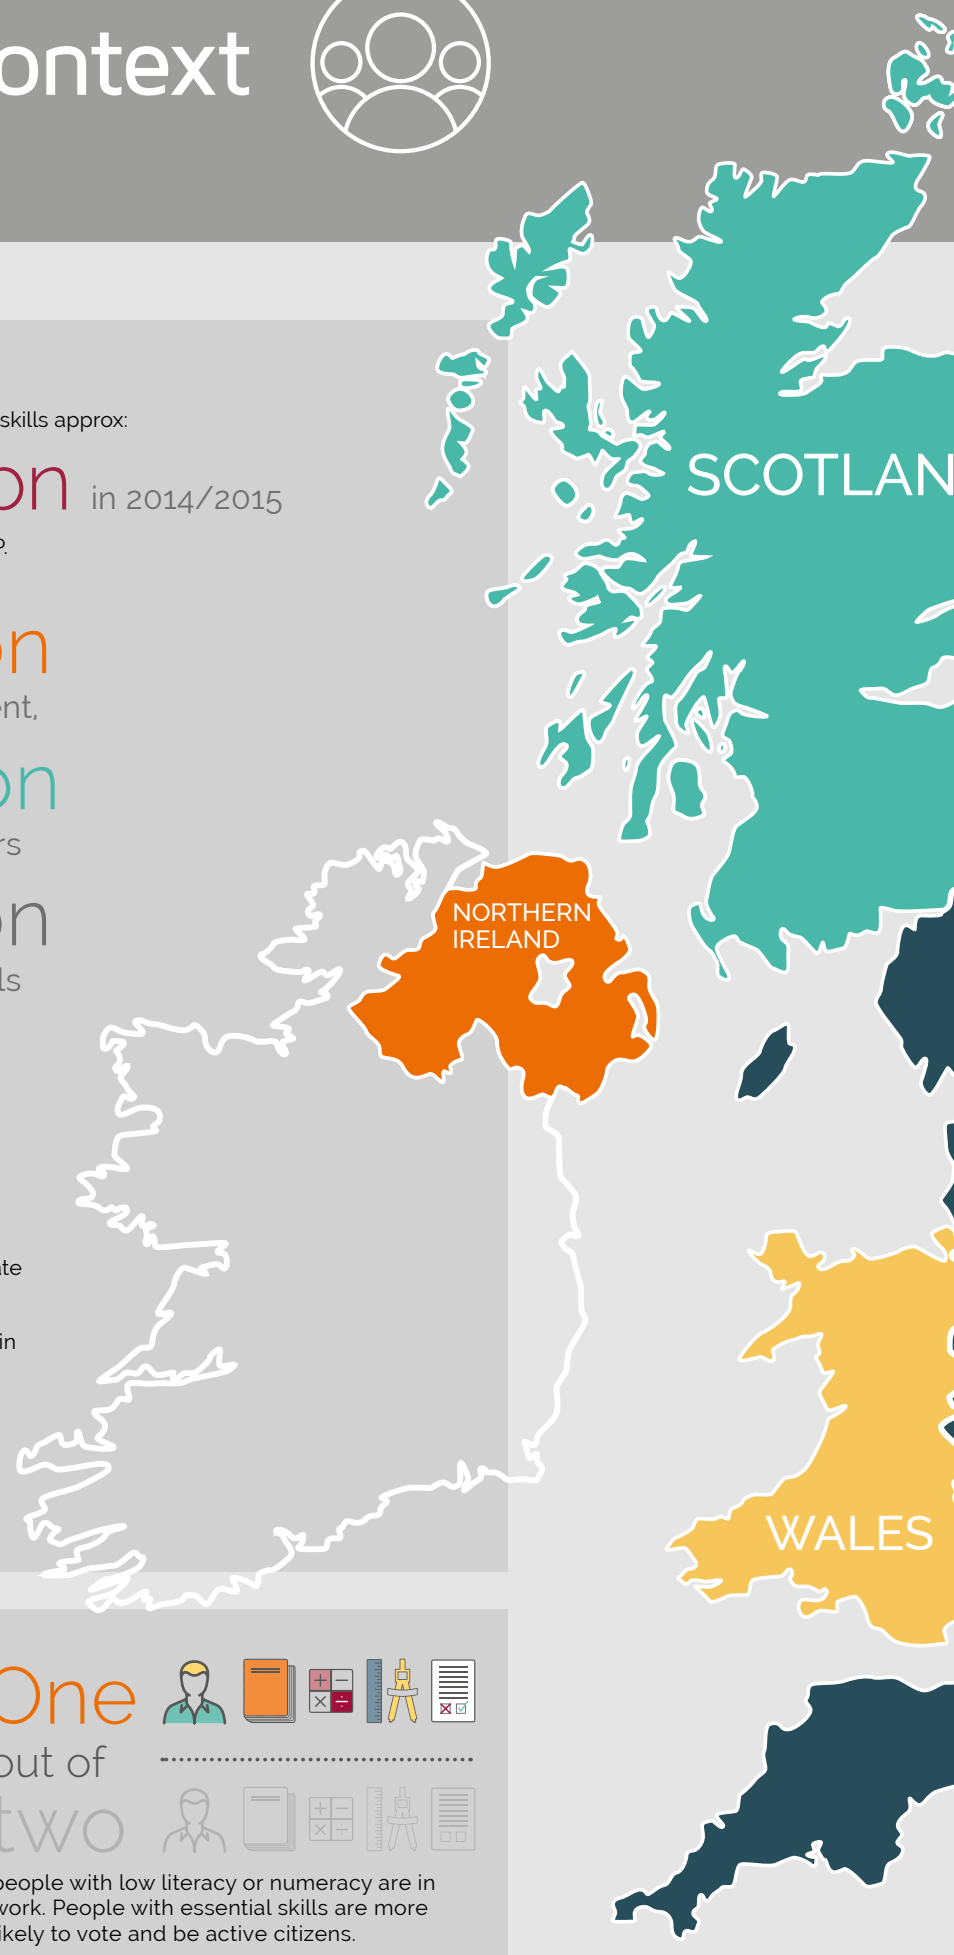 ontext
skills approx:
on in 2014/2015
P.
on
ent,
on
rs
on
ls
ate
in
SCOTLAN
NORTHERN
IRELAND
WALES
One
out of
two
people with low literacy or numeracy are in
work. People with essential skills are more
likely to vote and be active citizens.